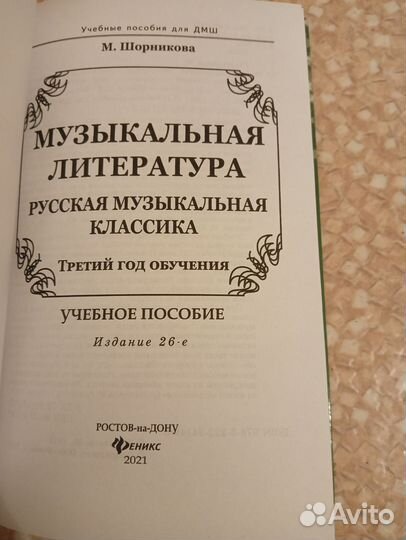 Учебные пособия для ДМШ
М. Шорникова
МУЗЫКАЛЬНАЯ
ЛИТЕРАТУРА
РУССКАЯ МУЗЫКАЛЬНАЯ
КЛАССИКА
ТРЕТИЙ ГОД ОБУЧЕНИЯ
УЧЕБНОЕ ПОСОБИЕ
Издание 26-е
РОСТОВ-на-ДОНУ
ФЕНИКС
2021
Avito